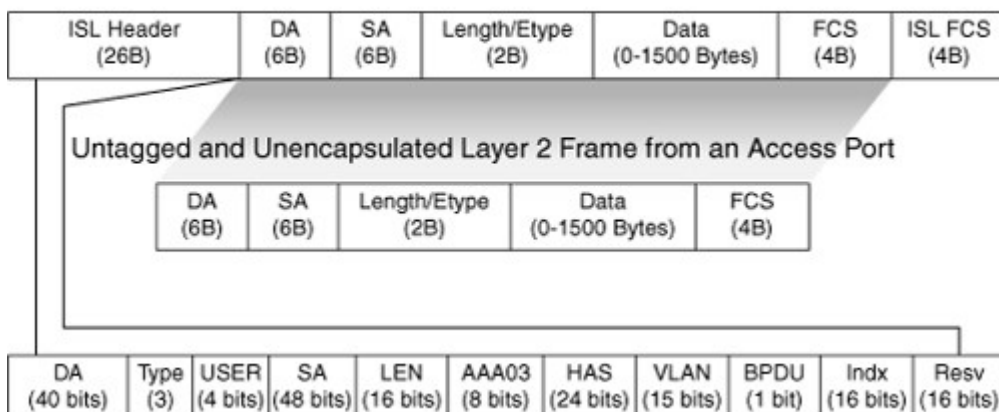 ISL Header DA SA Length/Etype Data FCS ISL FCS
(26B) (6B) (6B) (2B) (0-1500 Bytes) (4B) (4B)
Untagged and Unencapsulated Layer 2 Frame from an Access Port
DA SA Length/Etype Data FCS
(6B) (6B) (2B) (0-1500 Bytes) (4B)
DA Type USER SA LEN AAA03 HAS VLAN BPDU Indx Resv
(40 bits) (3) (4 bits) (48 bits) (16 bits) (8 bits) (24 bits) (15 bits) (1 bit) (16 bits) (16 bits)